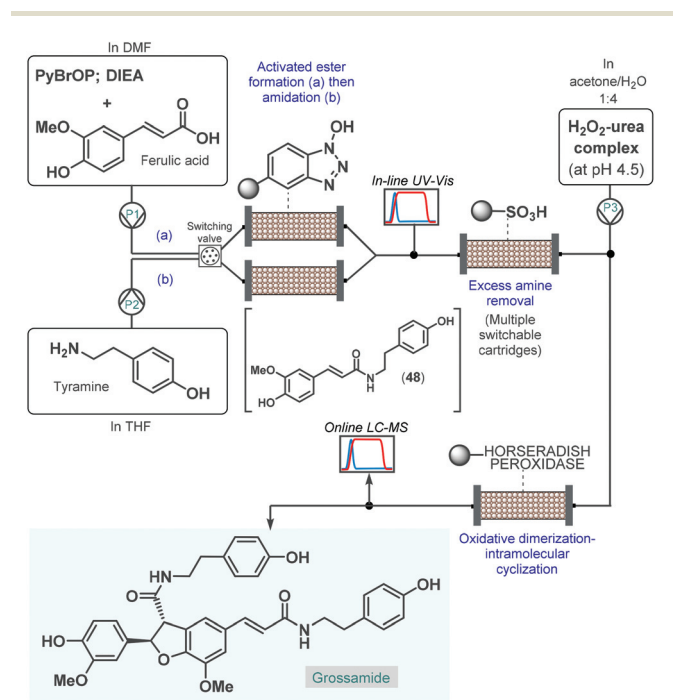 In DMF
PyBrOP; DIEA
+
MeO
O
OH
HO
Ferulic acid
P1
(a)
Switching
valve
(b)
P2
H2N
Tyramine
OH
In THF
Activated ester
formation (a) then
amidation (b)
OH
N
N
N
In-line UV-Vis
SO3H
Excess amine
removal
(Multiple
switchable
cartridges)
In
acetone/H2O
1:4
H2O2-urea
complex
(at pH 4.5)
P3
OH
O
MeO
N
H
HO
(48)
Online LC-MS
HORSERADISH
PEROXIDASE
Oxidative dimerization-
intramolecular
cyclization
OH
HN
O
O
OH
N
H
HO
MeO
O
OMe
Grossamide